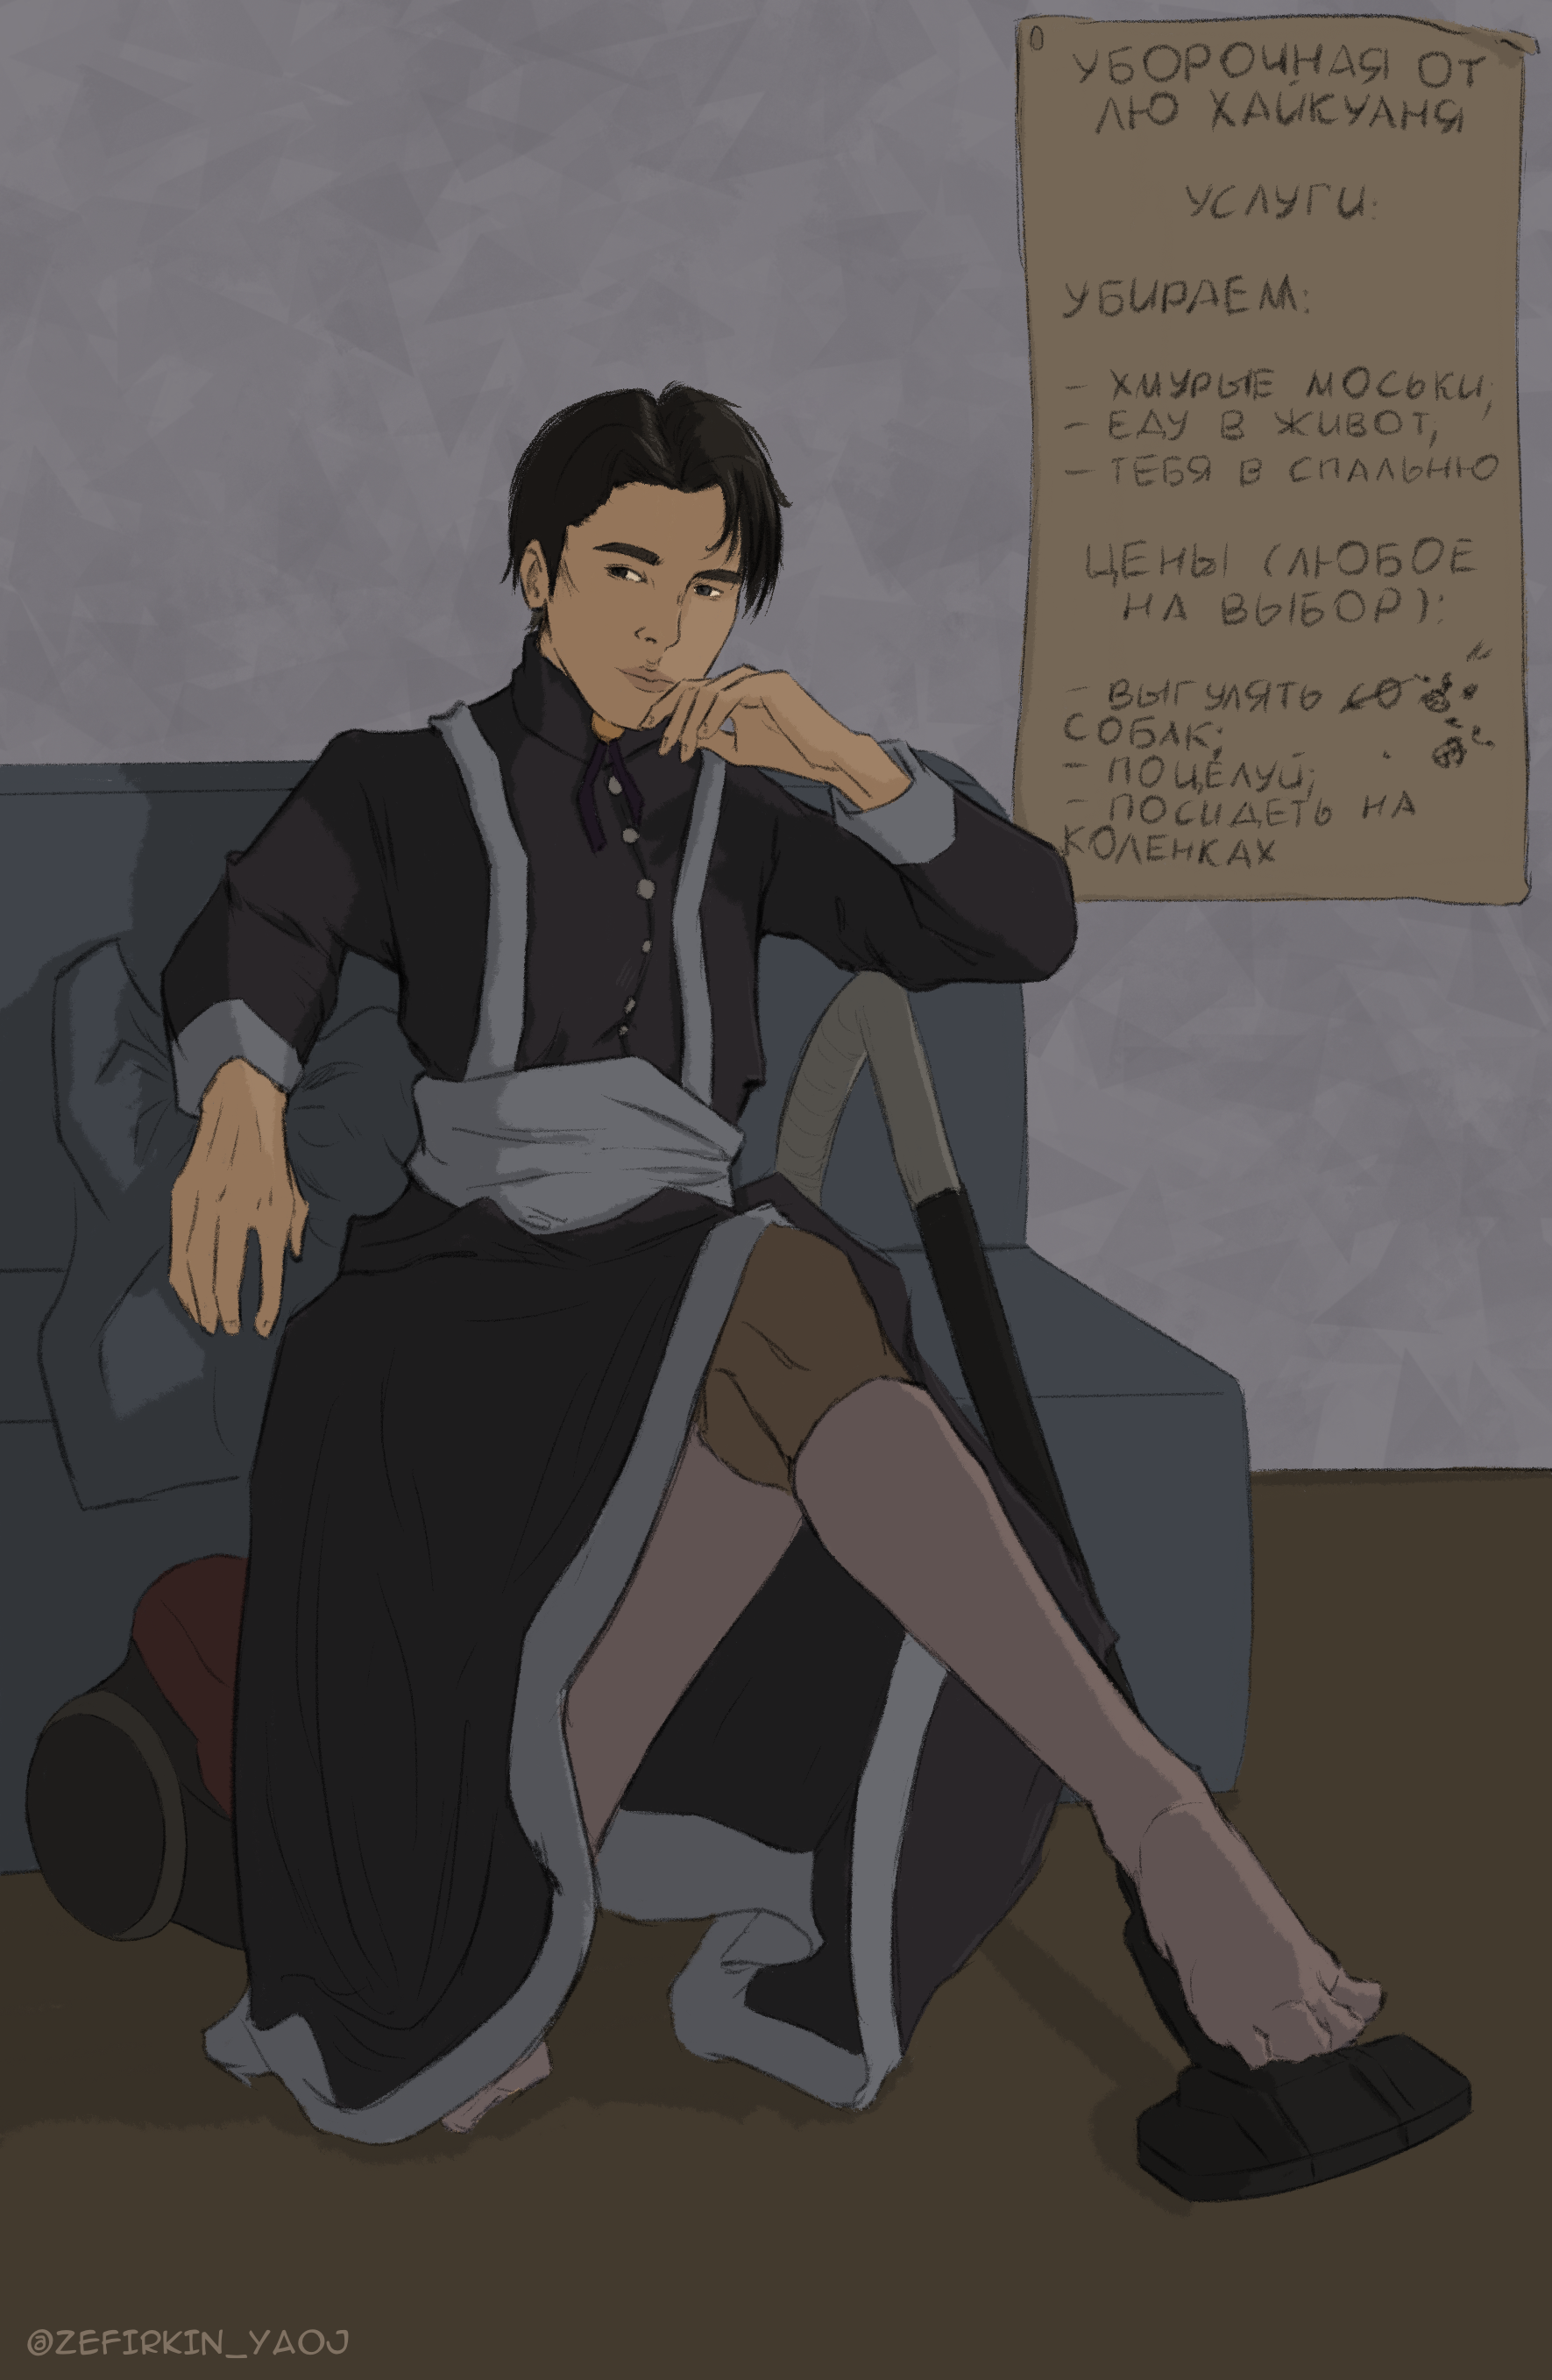 УБОРОЧНАЯ ОТ
ЛЮ ХАЙКУАНЯ
УСЛУГИ:
УБИРАЕМ:
- ХМУРЫЕ МОСЬКИ;
- ЕДУ В ЖИВОТ;
- ТЕБЯ В СПАЛЬНЮ
ЦЕНЫ (ЛЮБОЕ
НА ВЫБОР):
- ВЫГУЛЯТЬ
СОБАК;
- ПОЦЕЛУЙ;
- ПОСИДЕТЬ НА
КОЛЕНКАХ
@ZEFIRKIN_YAOJ